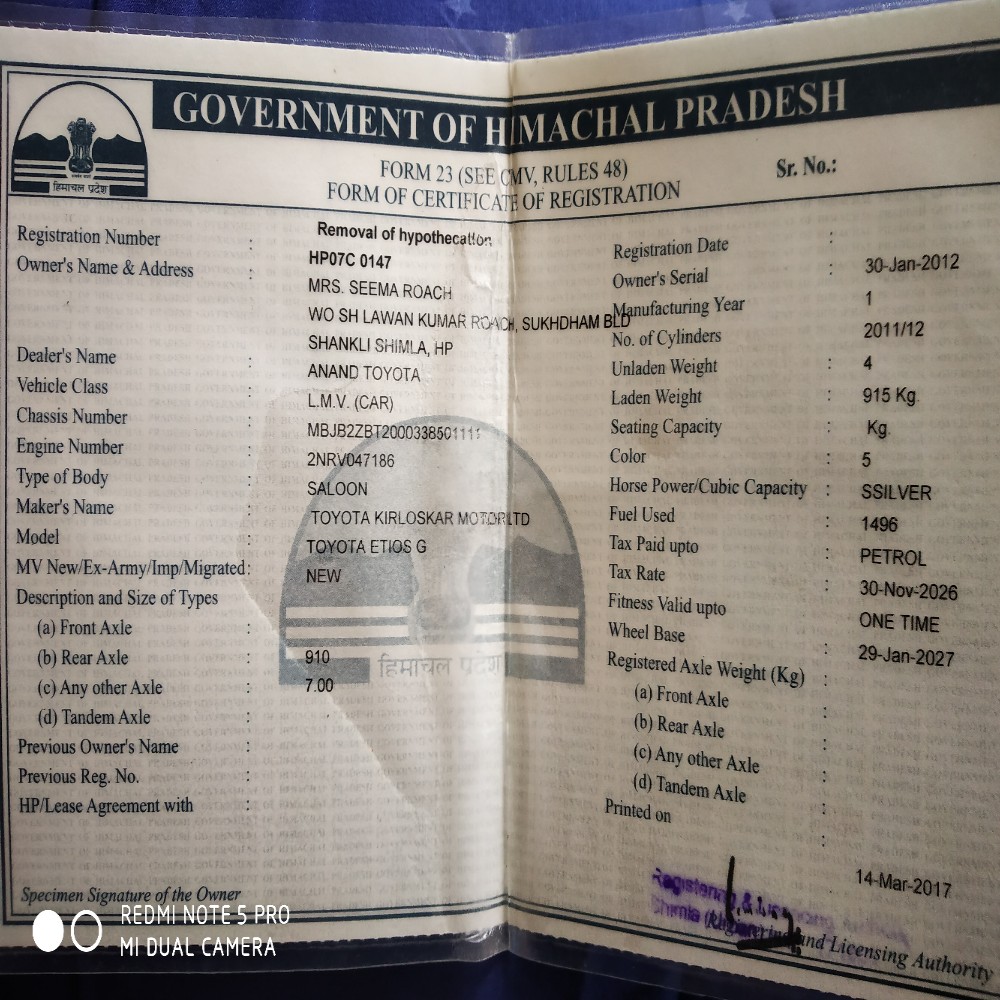 GOVERNMENT OF HIMACHAL PRADESH
हिमाचल प्रदेश
FORM 23 (SEE CMV, RULES 48)
Sr. No.:
FORM OF CERTIFICATE OF REGISTRATION
Removal of hypothecation
Registration Number : HP07C 0147
Owner's Name & Address : MRS. SEEMA ROACH
WO SH LAWAN KUMAR ROACH, SUKHDHAM BLD
SHANKLI SHIMLA, HP
Dealer's Name : ANAND TOYOTA
Vehicle Class : L.M.V. (CAR)
Chassis Number : MBJB2ZBT2000338501111
Engine Number : 2NRV047186
Type of Body : SALOON
Maker's Name : TOYOTA KIRLOSKAR MOTOR LTD
Model : TOYOTA ETIOS G
MV New/Ex-Army/Imp/Migrated: NEW
Description and Size of Types
(a) Front Axle :
(b) Rear Axle : 910
(c) Any other Axle : 7.00
(d) Tandem Axle :
Previous Owner's Name :
Previous Reg. No. :
HP/Lease Agreement with :
Specimen Signature of the Owner
Registration Date : 30-Jan-2012
Owner's Serial : 1
Manufacturing Year 2011/12
No. of Cylinders 4
Unladen Weight : 915 Kg.
Laden Weight : Kg.
Seating Capacity : 5
Color : SSILVER
Horse Power/Cubic Capacity : 1496
Fuel Used : PETROL
Tax Paid upto : 30-Nov-2026
Tax Rate : ONE TIME
Fitness Valid upto : 29-Jan-2027
Wheel Base :
Registered Axle Weight (Kg) :
(a) Front Axle :
(b) Rear Axle :
(c) Any other Axle :
(d) Tandem Axle :
Printed on : 14-Mar-2017
Registering and Licensing Authority
हिमाचल प्रदेश
REDMI NOTE 5 PRO
MI DUAL CAMERA